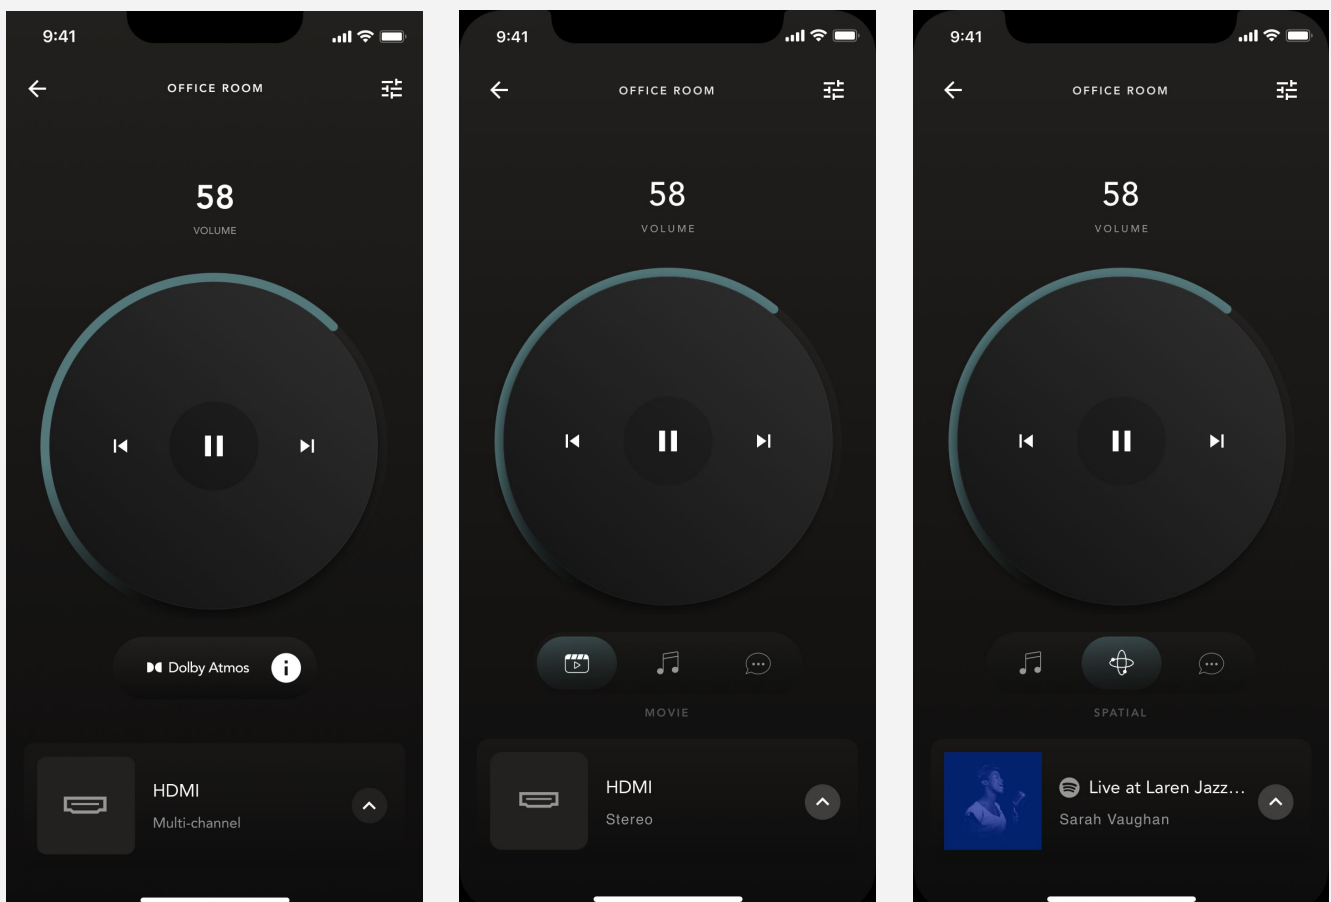 9:41
OFFICE ROOM
58
VOLUME
Dolby Atmos
i
HDMI
Multi-channel
9:41
OFFICE ROOM
58
VOLUME
MOVIE
HDMI
Stereo
9:41
OFFICE ROOM
58
VOLUME
SPATIAL
Live at Laren Jazz...
Sarah Vaughan